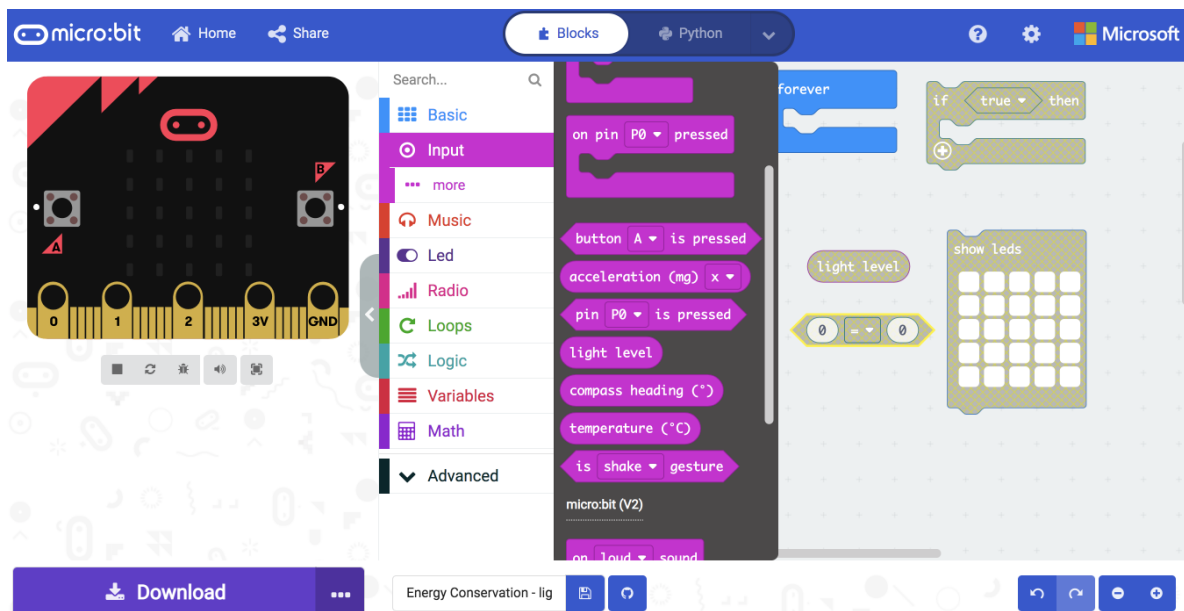 micro:bit Home Share Blocks Python Microsoft
Search...
Basic
Input
more
Music
Led
Radio
Loops
Logic
Variables
Math
Advanced
on pin P0 pressed
button A is pressed
acceleration (mg) x
pin P0 is pressed
light level
compass heading (°)
temperature (°C)
is shake gesture
micro:bit (V2)
on loud sound
forever
if true then
light level
0 = 0
show leds
A
B
0 1 2 3V GND
Download
Energy Conservation - lig